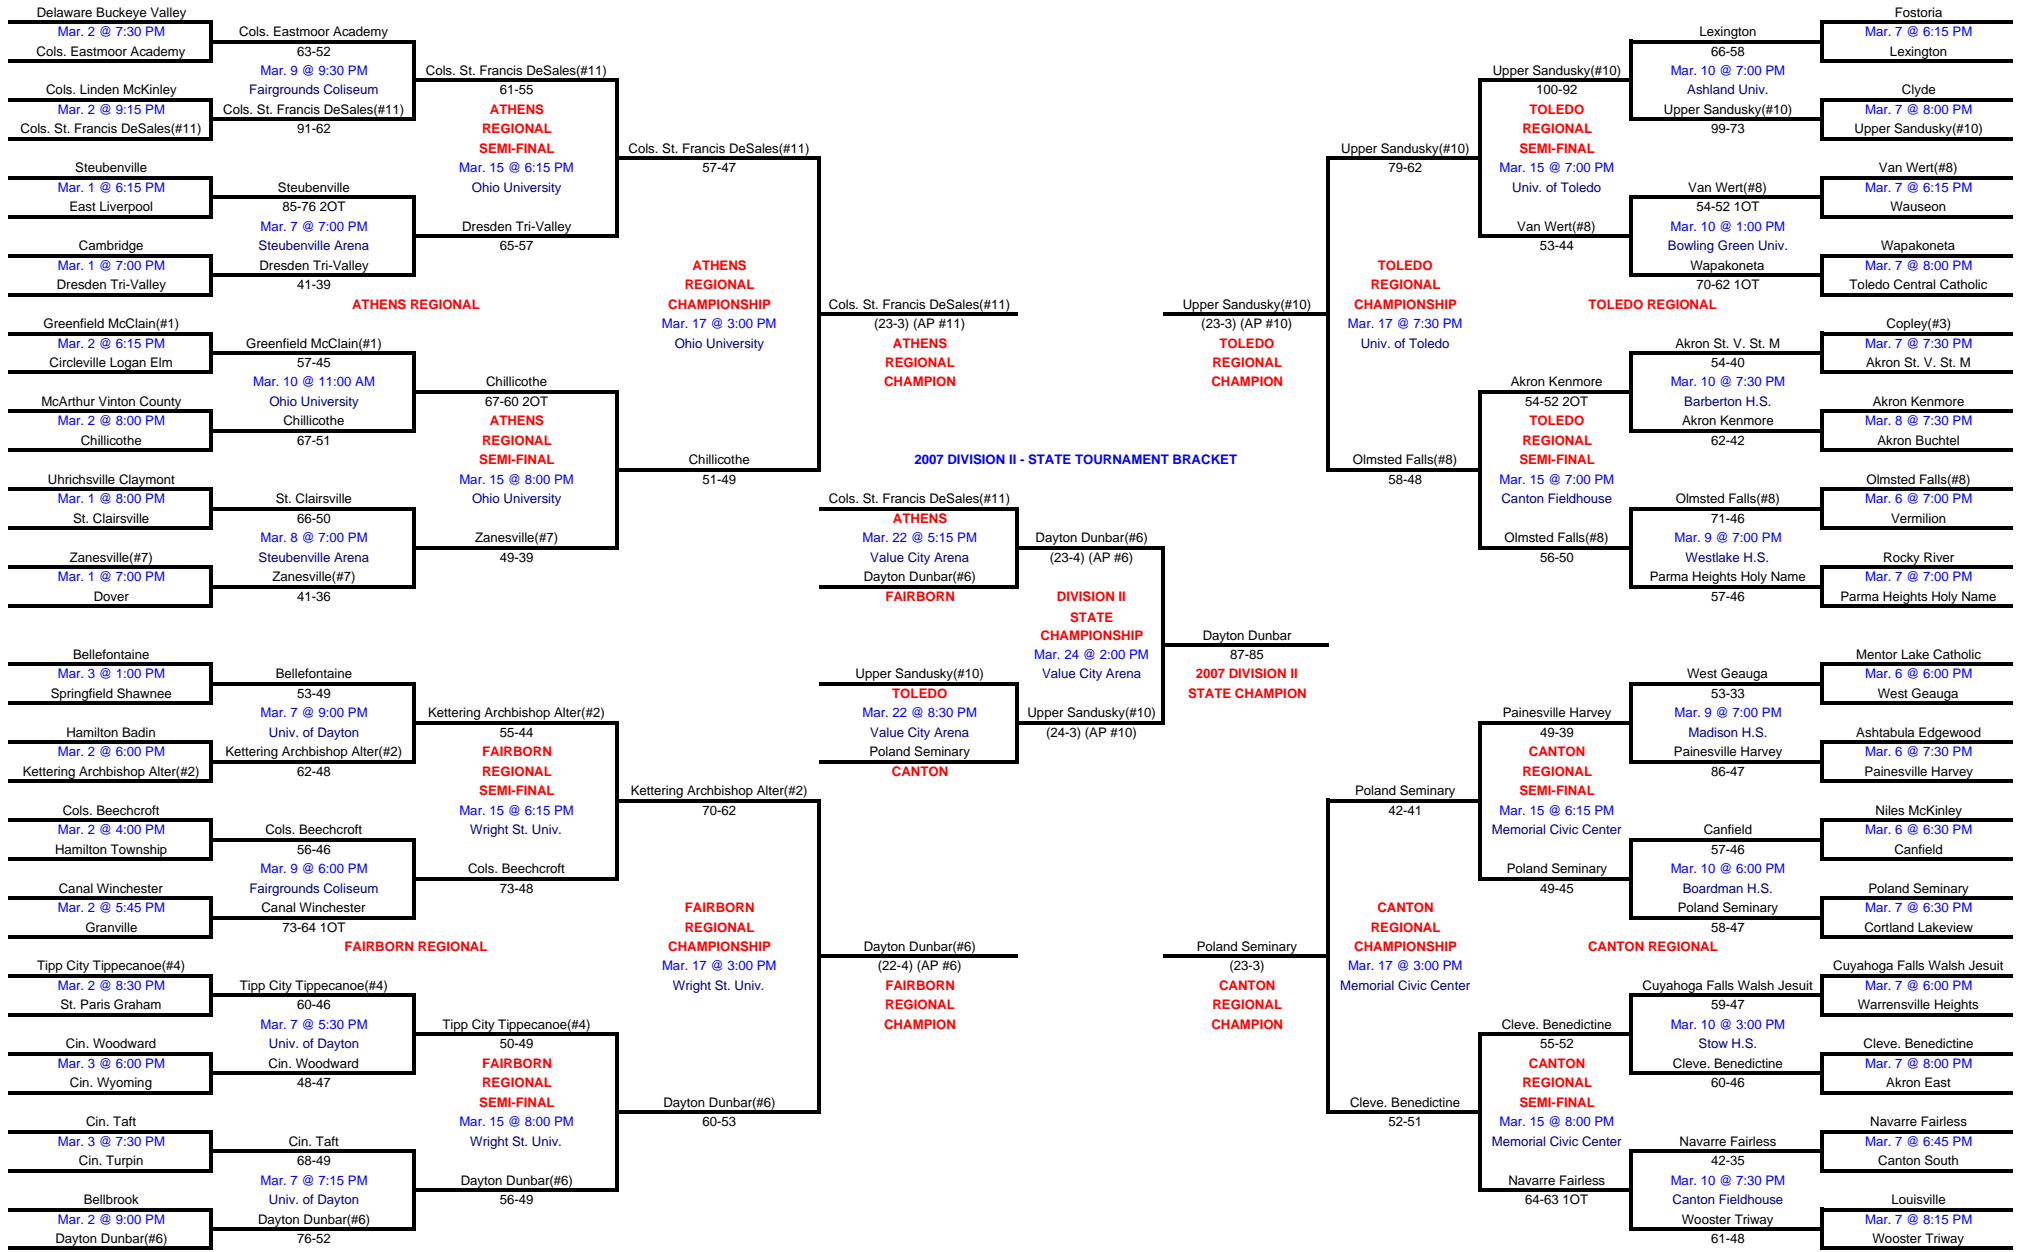 Delaware Buckeye Valley
Mar. 2 @ 7:30 PM
Cols. Eastmoor Academy
Cols. Linden McKinley
Mar. 2 @ 9:15 PM
Cols. St. Francis DeSales(#11)
Steubenville
Mar. 1 @ 6:15 PM
East Liverpool
Cambridge
Mar. 1 @ 7:00 PM
Dresden Tri-Valley
Greenfield McClain(#1)
Mar. 2 @ 6:15 PM
Circleville Logan Elm
McArthur Vinton County
Mar. 2 @ 8:00 PM
Chillicothe
Uhrichsville Claymont
Mar. 1 @ 8:00 PM
St. Clairsville
Zanesville(#7)
Mar. 1 @ 7:00 PM
Dover
Cols. Eastmoor Academy
63-52
Mar. 9 @ 9:30 PM
Fairgrounds Coliseum
Cols. St. Francis DeSales(#11)
91-62
Steubenville
85-76 2OT
Mar. 7 @ 7:00 PM
Steubenville Arena
Dresden Tri-Valley
41-39
ATHENS REGIONAL
Greenfield McClain(#1)
57-45
Mar. 10 @ 11:00 AM
Ohio University
Chillicothe
67-51
St. Clairsville
66-50
Mar. 8 @ 7:00 PM
Steubenville Arena
Zanesville(#7)
41-36
Cols. St. Francis DeSales(#11)
61-55
ATHENS
REGIONAL
SEMI-FINAL
Mar. 15 @ 6:15 PM
Ohio University
Dresden Tri-Valley
65-57
Chillicothe
67-60 2OT
ATHENS
REGIONAL
SEMI-FINAL
Mar. 15 @ 8:00 PM
Ohio University
Zanesville(#7)
49-39
Cols. St. Francis DeSales(#11)
57-47
ATHENS
REGIONAL
CHAMPIONSHIP
Mar. 17 @ 3:00 PM
Ohio University
Chillicothe
51-49
Cols. St. Francis DeSales(#11)
(23-3) (AP #11)
ATHENS
REGIONAL
CHAMPION
Bellefontaine
Mar. 3 @ 1:00 PM
Springfield Shawnee
Hamilton Badin
Mar. 2 @ 6:00 PM
Kettering Archbishop Alter(#2)
Cols. Beechcroft
Mar. 2 @ 4:00 PM
Hamilton Township
Canal Winchester
Mar. 2 @ 5:45 PM
Granville
Tipp City Tippecanoe(#4)
Mar. 2 @ 8:30 PM
St. Paris Graham
Cin. Woodward
Mar. 3 @ 6:00 PM
Cin. Wyoming
Cin. Taft
Mar. 3 @ 7:30 PM
Cin. Turpin
Bellbrook
Mar. 2 @ 9:00 PM
Dayton Dunbar(#6)
Bellefontaine
53-49
Mar. 7 @ 9:00 PM
Univ. of Dayton
Kettering Archbishop Alter(#2)
62-48
Cols. Beechcroft
56-46
Mar. 9 @ 6:00 PM
Fairgrounds Coliseum
Canal Winchester
73-64 1OT
FAIRBORN REGIONAL
Tipp City Tippecanoe(#4)
60-46
Mar. 7 @ 5:30 PM
Univ. of Dayton
Cin. Woodward
48-47
Cin. Taft
68-49
Mar. 7 @ 7:15 PM
Univ. of Dayton
Dayton Dunbar(#6)
76-52
Kettering Archbishop Alter(#2)
55-44
FAIRBORN
REGIONAL
SEMI-FINAL
Mar. 15 @ 6:15 PM
Wright St. Univ.
Cols. Beechcroft
73-48
Tipp City Tippecanoe(#4)
50-49
FAIRBORN
REGIONAL
SEMI-FINAL
Mar. 15 @ 8:00 PM
Wright St. Univ.
Dayton Dunbar(#6)
56-49
Kettering Archbishop Alter(#2)
70-62
FAIRBORN
REGIONAL
CHAMPIONSHIP
Mar. 17 @ 3:00 PM
Wright St. Univ.
Dayton Dunbar(#6)
60-53
Dayton Dunbar(#6)
(22-4) (AP #6)
FAIRBORN
REGIONAL
CHAMPION
2007 DIVISION II - STATE TOURNAMENT BRACKET
Cols. St. Francis DeSales(#11)
ATHENS
Mar. 22 @ 5:15 PM
Value City Arena
Dayton Dunbar(#6)
FAIRBORN
Upper Sandusky(#10)
TOLEDO
Mar. 22 @ 8:30 PM
Value City Arena
Poland Seminary
CANTON
Dayton Dunbar(#6)
(23-4) (AP #6)
DIVISION II
STATE
CHAMPIONSHIP
Mar. 24 @ 2:00 PM
Value City Arena
Upper Sandusky(#10)
(24-3) (AP #10)
Dayton Dunbar
87-85
2007 DIVISION II
STATE CHAMPION
Upper Sandusky(#10)
(23-3) (AP #10)
TOLEDO
REGIONAL
CHAMPION
Upper Sandusky(#10)
79-62
TOLEDO
REGIONAL
CHAMPIONSHIP
Mar. 17 @ 7:30 PM
Univ. of Toledo
Olmsted Falls(#8)
58-48
Upper Sandusky(#10)
100-92
TOLEDO
REGIONAL
SEMI-FINAL
Mar. 15 @ 7:00 PM
Univ. of Toledo
Van Wert(#8)
53-44
Akron Kenmore
54-52 2OT
TOLEDO
REGIONAL
SEMI-FINAL
Mar. 15 @ 7:00 PM
Canton Fieldhouse
Olmsted Falls(#8)
56-50
Lexington
66-58
Mar. 10 @ 7:00 PM
Ashland Univ.
Upper Sandusky(#10)
99-73
Van Wert(#8)
54-52 1OT
Mar. 10 @ 1:00 PM
Bowling Green Univ.
Wapakoneta
70-62 1OT
TOLEDO REGIONAL
Akron St. V. St. M
54-40
Mar. 10 @ 7:30 PM
Barberton H.S.
Akron Kenmore
62-42
Olmsted Falls(#8)
71-46
Mar. 9 @ 7:00 PM
Westlake H.S.
Parma Heights Holy Name
57-46
Fostoria
Mar. 7 @ 6:15 PM
Lexington
Clyde
Mar. 7 @ 8:00 PM
Upper Sandusky(#10)
Van Wert(#8)
Mar. 7 @ 6:15 PM
Wauseon
Wapakoneta
Mar. 7 @ 8:00 PM
Toledo Central Catholic
Copley(#3)
Mar. 7 @ 7:30 PM
Akron St. V. St. M
Akron Kenmore
Mar. 8 @ 7:30 PM
Akron Buchtel
Olmsted Falls(#8)
Mar. 6 @ 7:00 PM
Vermilion
Rocky River
Mar. 7 @ 7:00 PM
Parma Heights Holy Name
Poland Seminary
(23-3)
CANTON
REGIONAL
CHAMPION
Poland Seminary
42-41
CANTON
REGIONAL
CHAMPIONSHIP
Mar. 17 @ 3:00 PM
Memorial Civic Center
Cleve. Benedictine
52-51
Painesville Harvey
49-39
CANTON
REGIONAL
SEMI-FINAL
Mar. 15 @ 6:15 PM
Memorial Civic Center
Poland Seminary
49-45
Cleve. Benedictine
55-52
CANTON
REGIONAL
SEMI-FINAL
Mar. 15 @ 8:00 PM
Memorial Civic Center
Navarre Fairless
64-63 1OT
West Geauga
53-33
Mar. 9 @ 7:00 PM
Madison H.S.
Painesville Harvey
86-47
Canfield
57-46
Mar. 10 @ 6:00 PM
Boardman H.S.
Poland Seminary
58-47
CANTON REGIONAL
Cuyahoga Falls Walsh Jesuit
59-47
Mar. 10 @ 3:00 PM
Stow H.S.
Cleve. Benedictine
60-46
Navarre Fairless
42-35
Mar. 10 @ 7:30 PM
Canton Fieldhouse
Wooster Triway
61-48
Mentor Lake Catholic
Mar. 6 @ 6:00 PM
West Geauga
Ashtabula Edgewood
Mar. 6 @ 7:30 PM
Painesville Harvey
Niles McKinley
Mar. 6 @ 6:30 PM
Canfield
Poland Seminary
Mar. 7 @ 6:30 PM
Cortland Lakeview
Cuyahoga Falls Walsh Jesuit
Mar. 7 @ 6:00 PM
Warrensville Heights
Cleve. Benedictine
Mar. 7 @ 8:00 PM
Akron East
Navarre Fairless
Mar. 7 @ 6:45 PM
Canton South
Louisville
Mar. 7 @ 8:15 PM
Wooster Triway